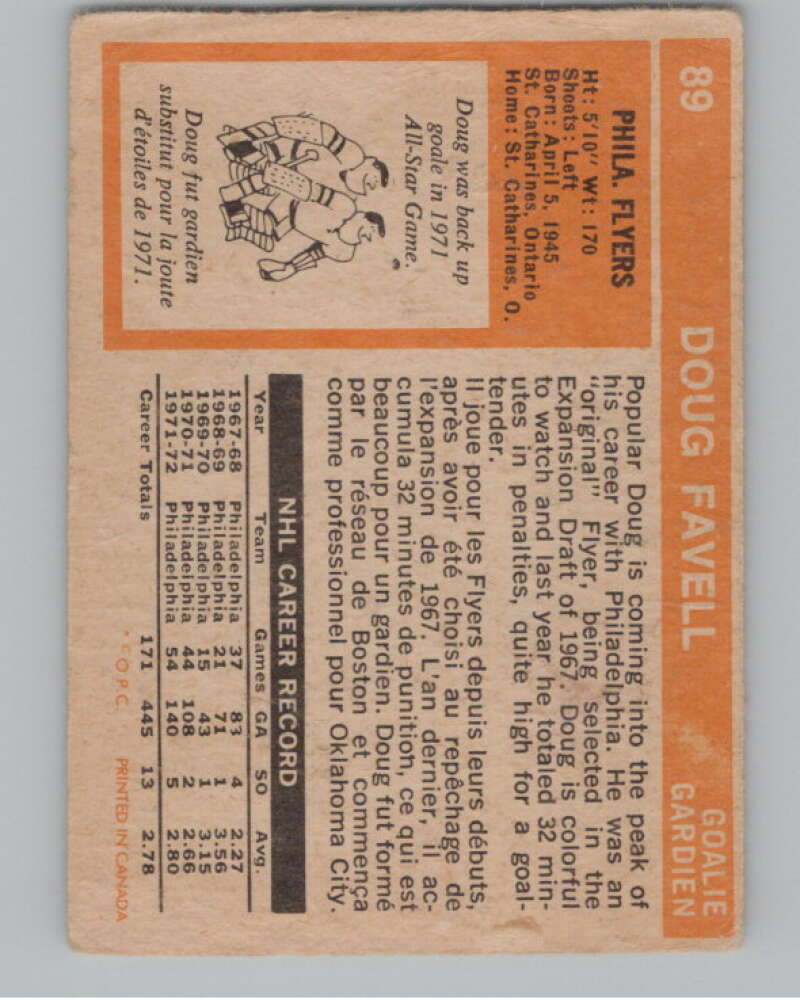 89
DOUG FAVELL
GOALIE
GARDIEN
PHILA. FLYERS
Ht: 5'10" Wt: 170
Shoots: Left
Born: April 5, 1945
St. Catharines, Ontario
Home: St. Catharines, O.
Doug was back up
goale in 1971
All-Star Game.
Doug fut gardien
substitut pour la joute
d'étoiles de 1971.
Popular Doug is coming into the peak of
his career with Philadelphia. He was an
"original" Flyer, being selected in the
Expansion Draft of 1967. Doug is colorful
to watch and last year he totaled 32 min-
utes in penalties, quite high for a goal-
tender.
Il joue pour les Flyers depuis leurs débuts,
après avoir été choisi au repêchage de
l'expansion de 1967. L'an dernier, il ac-
cumula 32 minutes de punition, ce qui est
beaucoup pour un gardien. Doug fut formé
par le réseau de Boston et commença
comme professionnel pour Oklahoma City.
NHL CAREER RECORD
Year Team Games GA SO Avg.
1967-68 Philadelphia 37 83 4 2.27
1968-69 Philadelphia 21 71 1 3.56
1969-70 Philadelphia 15 43 1 3.15
1970-71 Philadelphia 44 108 2 2.66
1971-72 Philadelphia 54 140 5 2.80
Career Totals 171 445 13 2.78
O.P.C. PRINTED IN CANADA